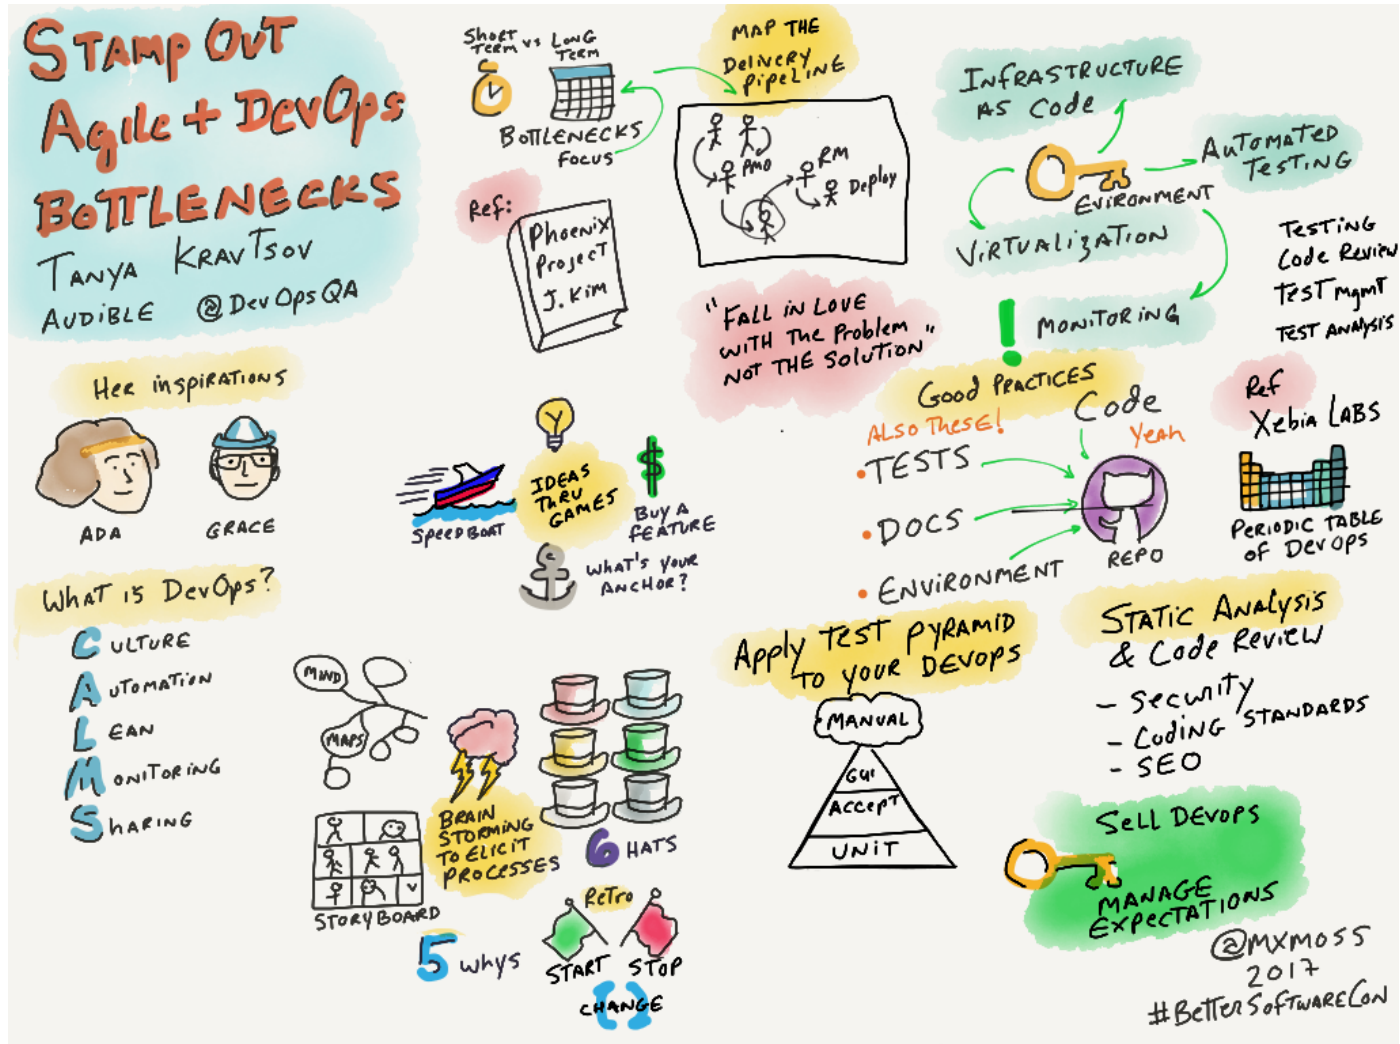 STAMP OUT
AgILE + DevOps
BOTTLENECKS
TANYA KRAVTSOV
AUDIBLE @DevOpsQA
HER INSPIRATIONS
ADA
GRACE
WHAT IS DevOps?
CULTURE
AUTOMATION
LEAN
MONITORING
SHARING
SHORT TERM VS LONG TERM
BOTTLENECKS
FOCUS
MAP THE
DELIVERY
PIPELINE
PMO
RM
Deploy
Ref:
Phoenix
Project
J. Kim
"FALL IN LOVE
WITH THE PROBLEM
NOT THE SOLUTION"
INFRASTRUCTURE
AS CODE
AUTOMATED
TESTING
EVIRONMENT
VIRTUALIZATION
MONITORING
TESTING
Code Review
TEST MGMT
TEST ANALYSIS
!
Good PRACTICES
ALSO THESE!
Code
Yeah
• TESTS
• DOCS
• ENVIRONMENT
REPO
Ref
Xebia LABS
PERIODIC TABLE
OF DevOps
IDEAS
THRU
GAMES
SPEEDBOAT
$
BUY A
FEATURE
WHAT'S YOUR
ANCHOR?
MIND
MAPS
BRAIN
STORMING
TO ELICIT
PROCESSES
6 HATS
STORYBOARD
5 WHYS
RETRO
START
STOP
[CHANGE]
Apply TEST PYRAMID
TO YOUR DEVOPS
MANUAL
GUI
ACCEPT
UNIT
STATIC ANALYSIS
& Code REVIEW
- SECURITY
- CODING STANDARDS
- SEO
SELL DEVOPS
MANAGE
EXPECTATIONS
@MXMOSS
2017
#BETTERSOFTWARECON